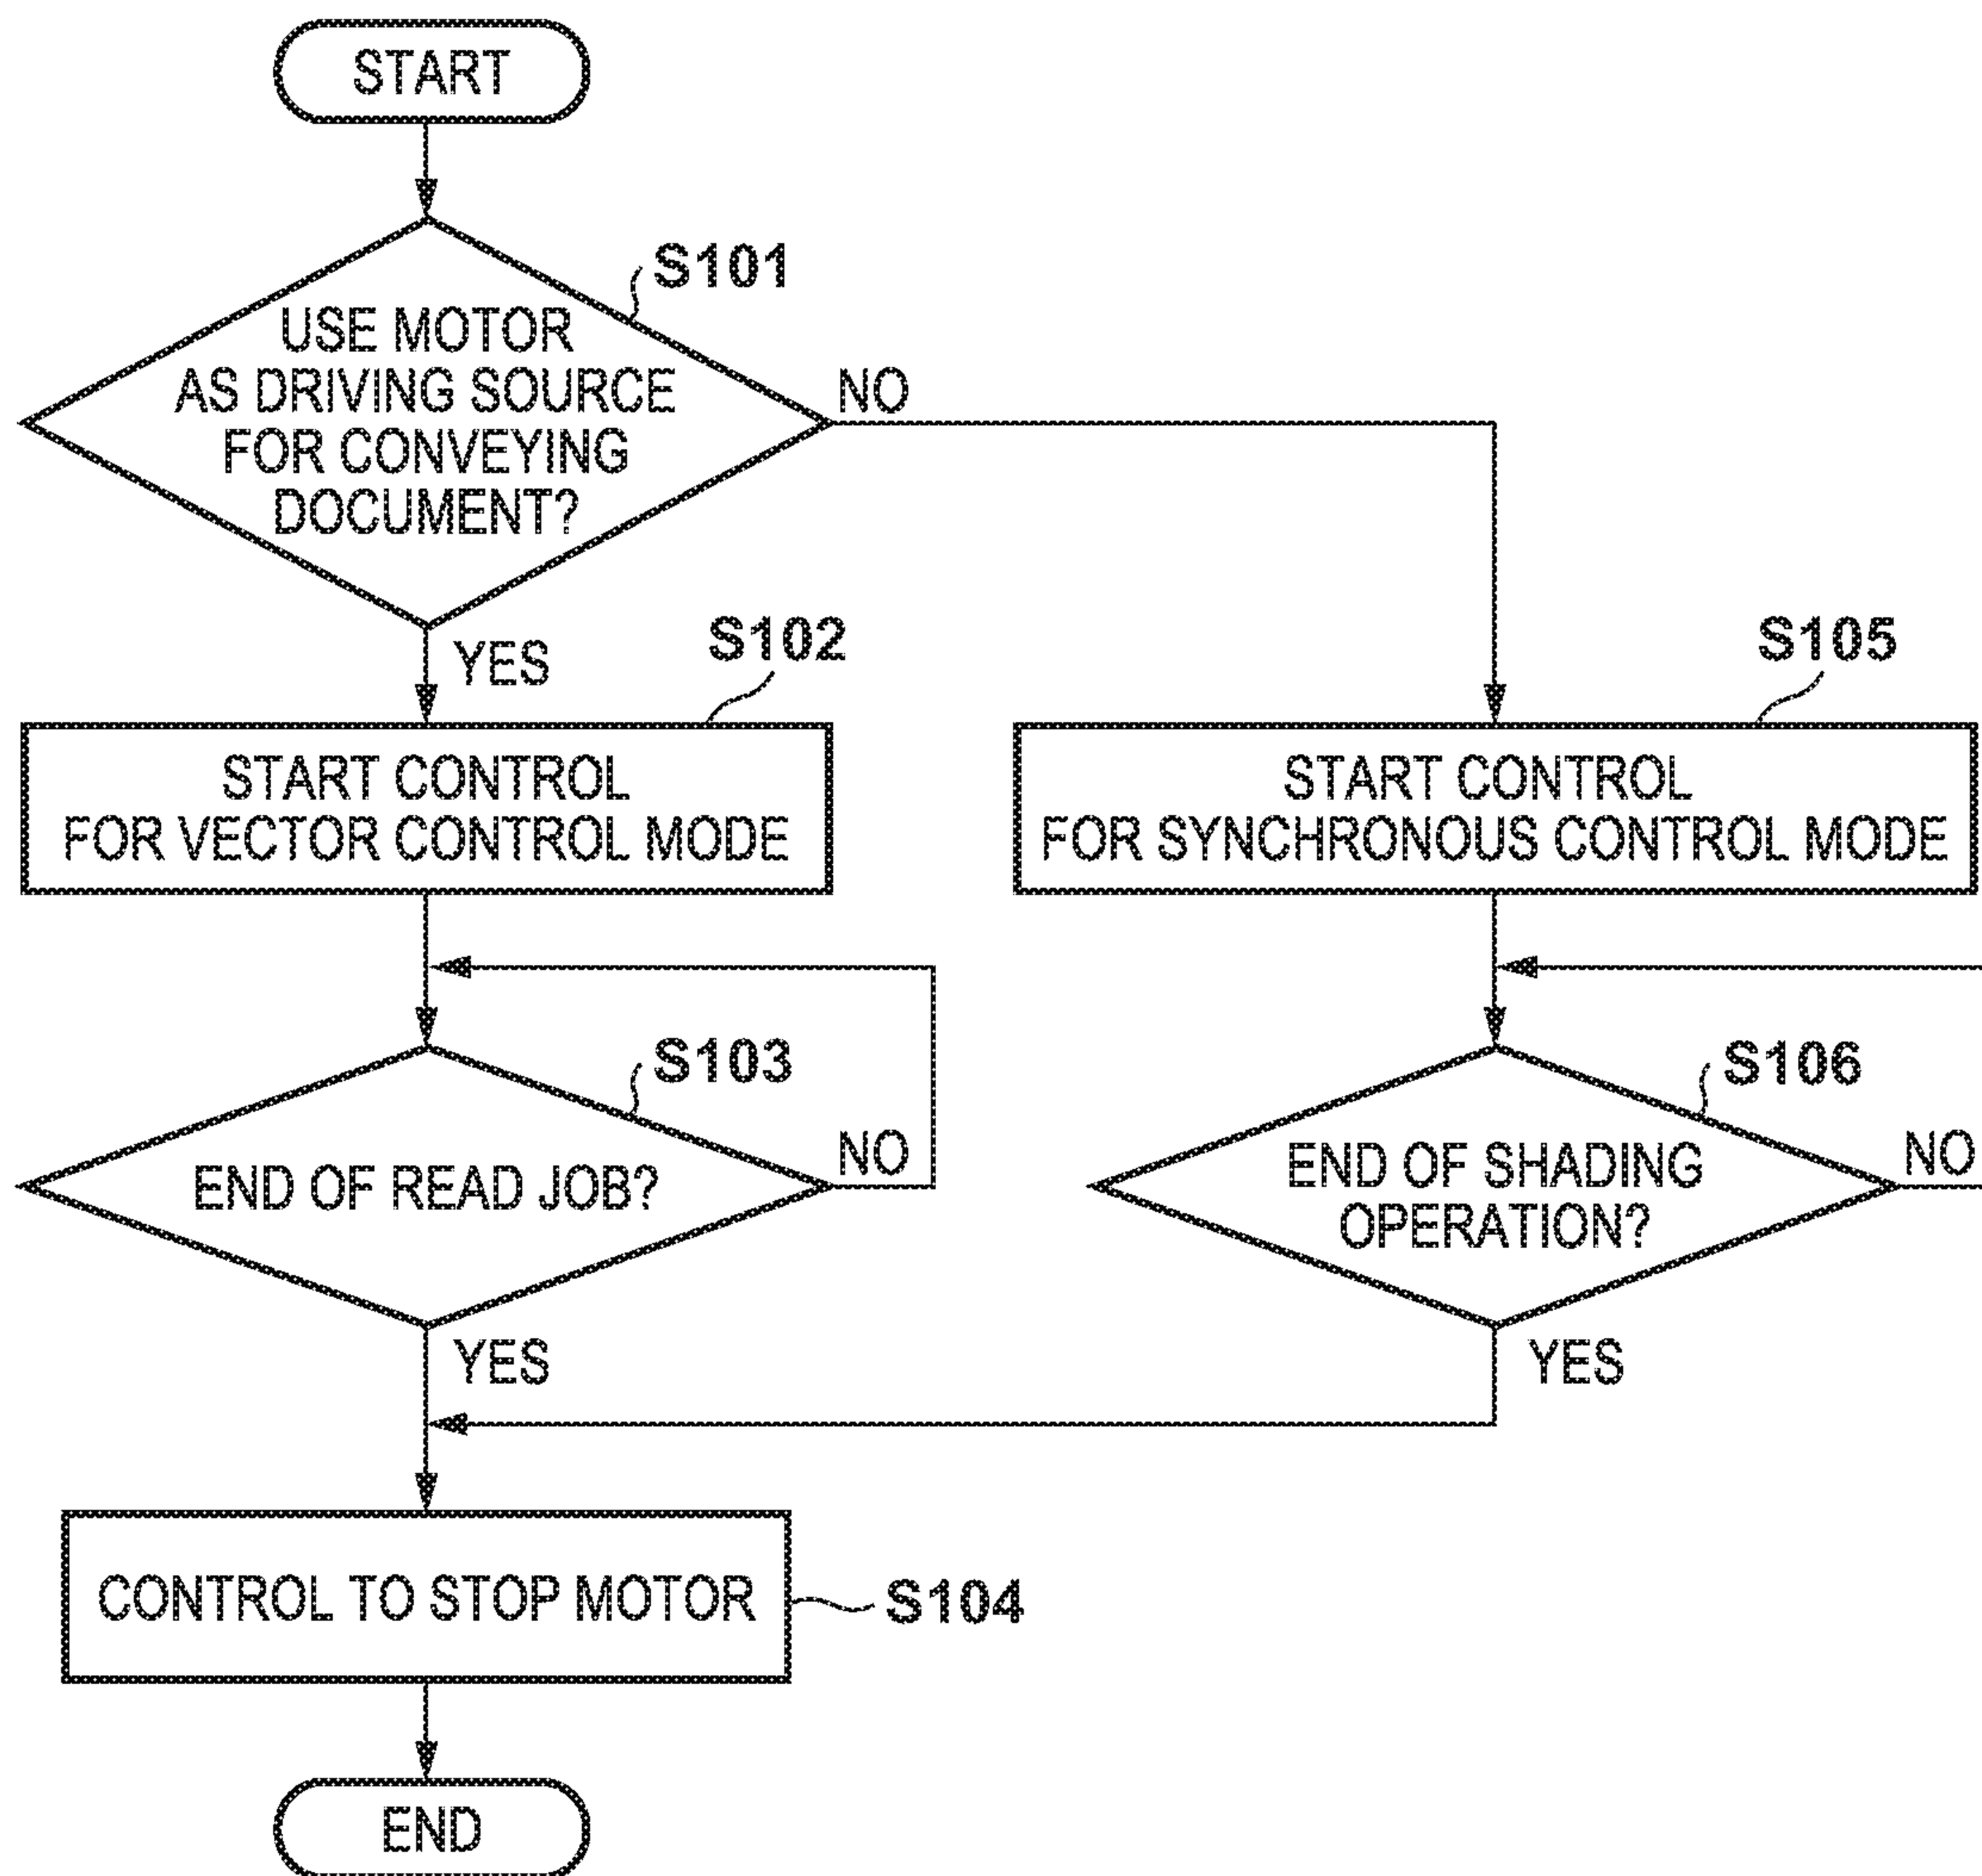 START
S101
USE MOTOR
AS DRIVING SOURCE
FOR CONVEYING
DOCUMENT?
NO
YES
S102
START CONTROL
FOR VECTOR CONTROL MODE
S105
START CONTROL
FOR SYNCHRONOUS CONTROL MODE
S103
END OF READ JOB?
NO
YES
S106
END OF SHADING
OPERATION?
NO
YES
CONTROL TO STOP MOTOR
S104
END